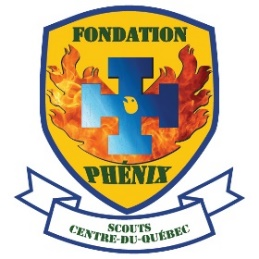 FONDATION
PHÉNIX
SCOUTS
CENTRE-DU-QUÉBEC